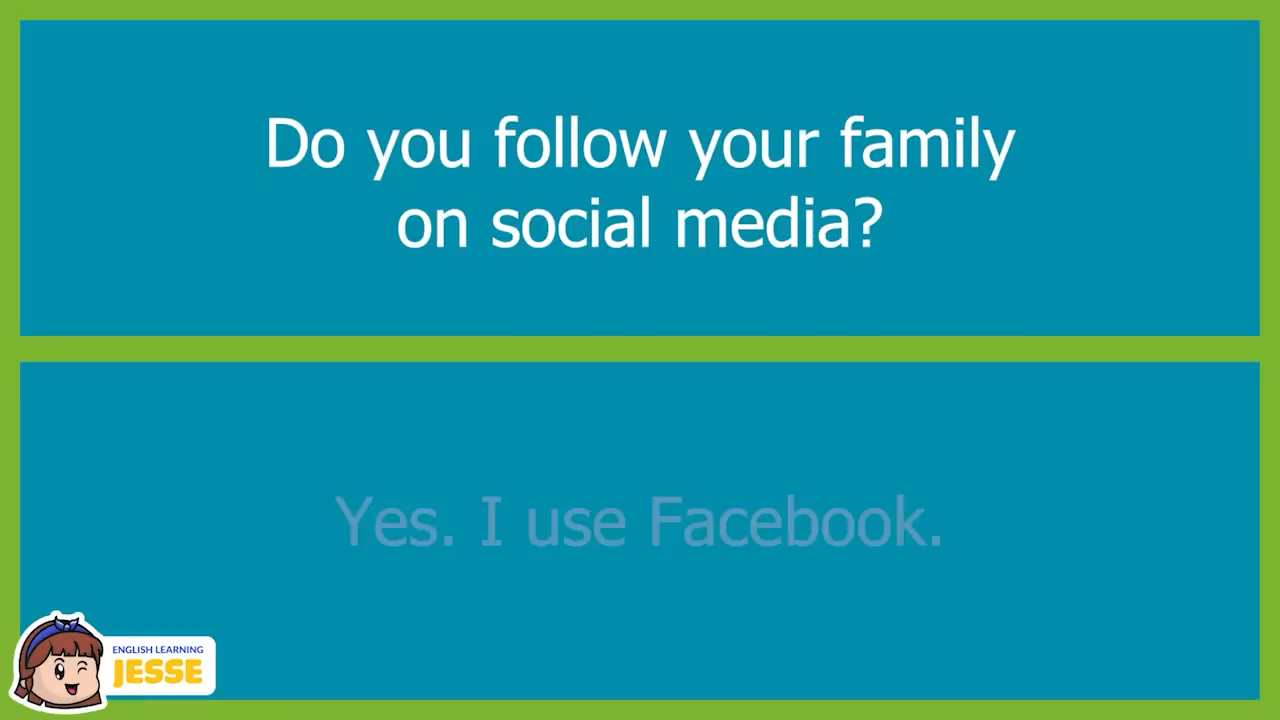 Do you follow your family
on social media?
Yes. I use Facebook.
ENGLISH LEARNING
JESSE